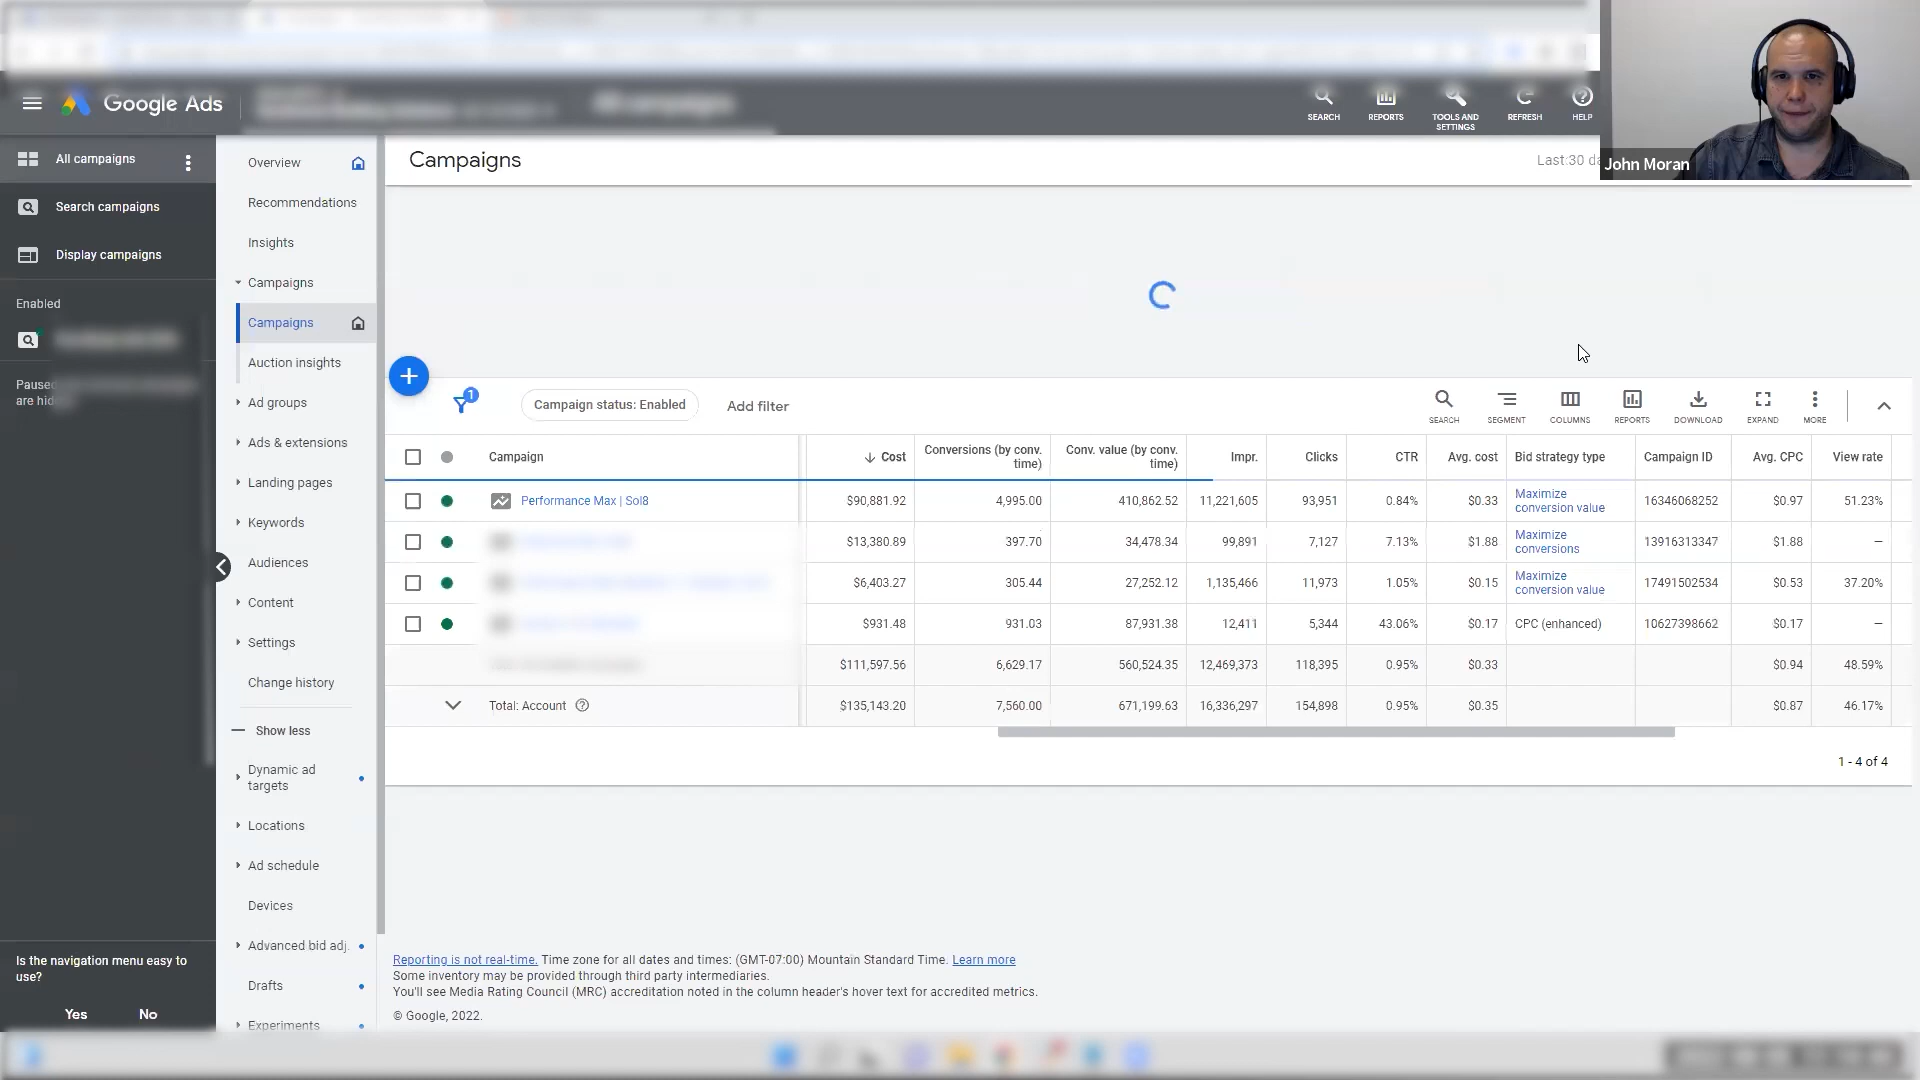 Google Ads
SEARCH
REPORTS
TOOLS AND
SETTINGS
REFRESH
HELP
John Moran
All campaigns
Search campaigns
Display campaigns
Enabled
Paused
are hid
Is the navigation menu easy to
use?
Yes
No
Overview
Recommendations
Insights
Campaigns
Campaigns
Auction insights
Ad groups
Ads & extensions
Landing pages
Keywords
Audiences
Content
Settings
Change history
Show less
Dynamic ad
targets
Locations
Ad schedule
Devices
Advanced bid adj.
Drafts
Experiments
Campaigns
Last 30 da
1
Campaign status: Enabled
Add filter
SEARCH
SEGMENT
COLUMNS
REPORTS
DOWNLOAD
EXPAND
MORE
Campaign
Cost
Conversions (by conv.
time)
Conv. value (by conv.
time)
Impr.
Clicks
CTR
Avg. cost
Bid strategy type
Campaign ID
Avg. CPC
View rate
Performance Max | Sol8
$90,881.92
4,995.00
410,862.52
11,221,605
93,951
0.84%
$0.33
Maximize
conversion value
16346068252
$0.97
51.23%
$13,380.89
397.70
34,478.34
99,891
7,127
7.13%
$1.88
Maximize
conversions
13916313347
$1.88
–
$6,403.27
305.44
27,252.12
1,135,466
11,973
1.05%
$0.15
Maximize
conversion value
17491502534
$0.53
37.20%
$931.48
931.03
87,931.38
12,411
5,344
43.06%
$0.17
CPC (enhanced)
10627398662
$0.17
–
$111,597.56
6,629.17
560,524.35
12,469,373
118,395
0.95%
$0.33
$0.94
48.59%
Total: Account
$135,143.20
7,560.00
671,199.63
16,336,297
154,898
0.95%
$0.35
$0.87
46.17%
1 - 4 of 4
Reporting is not real-time. Time zone for all dates and times: (GMT-07:00) Mountain Standard Time. Learn more
Some inventory may be provided through third party intermediaries.
You'll see Media Rating Council (MRC) accreditation noted in the column header's hover text for accredited metrics.
© Google, 2022.